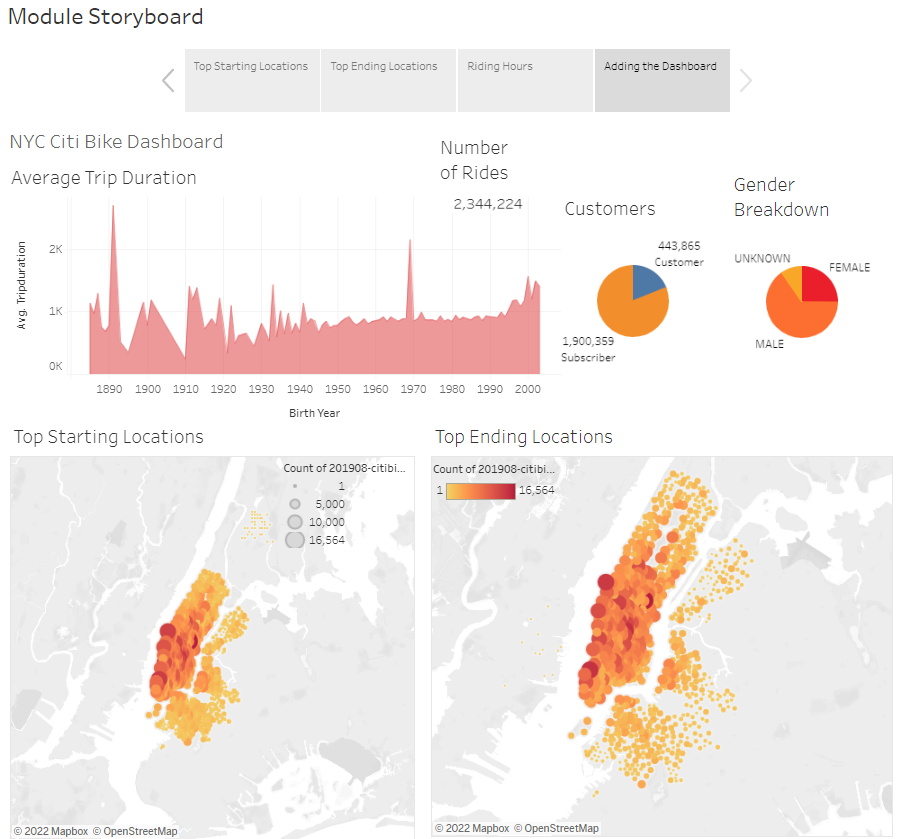 Module Storyboard
Top Starting Locations
Top Ending Locations
Riding Hours
Adding the Dashboard
NYC Citi Bike Dashboard
Average Trip Duration
Avg. Tripduration
2K
1K
0K
1890 1900 1910 1920 1930 1940 1950 1960 1970 1980 1990 2000
Birth Year
Number
of Rides
2,344,224
Customers
443,865
Customer
1,900,359
Subscriber
Gender
Breakdown
UNKNOWN
FEMALE
MALE
Top Starting Locations
Count of 201908-citibi...
1
5,000
10,000
16,564
© 2022 Mapbox © OpenStreetMap
Top Ending Locations
Count of 201908-citibi...
1 16,564
© 2022 Mapbox © OpenStreetMap